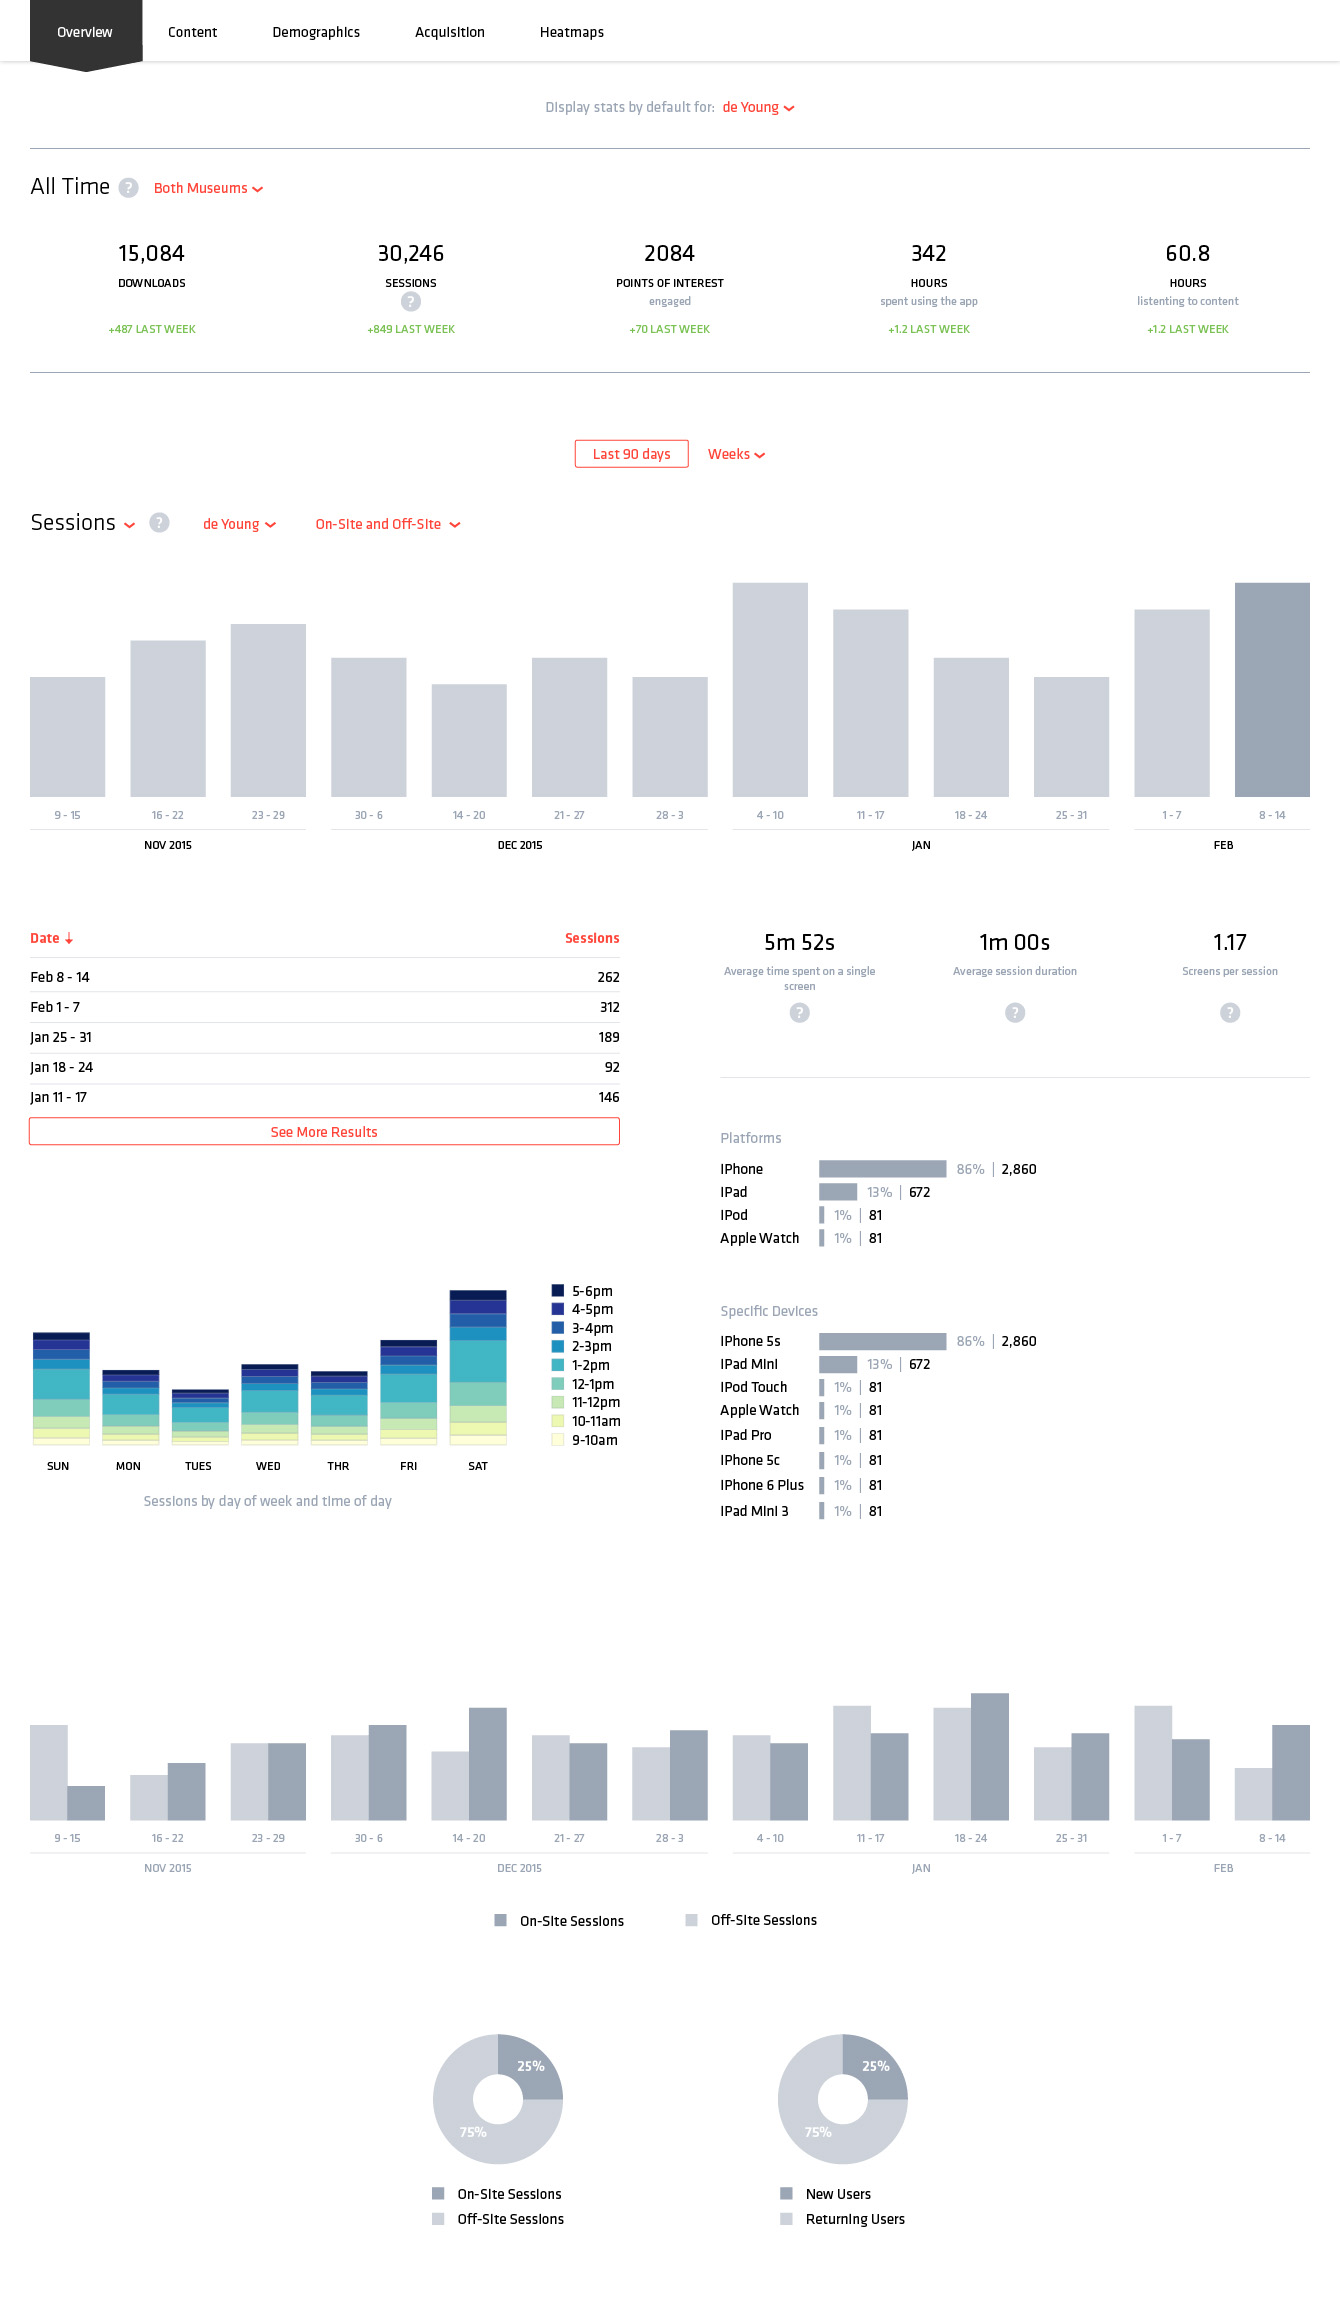 Overview Content Demographics Acquisition Heatmaps
Display stats by default for: de Young
All Time ? Both Museums
15,084 30,246 2084 342 60.8
DOWNLOADS SESSIONS POINTS OF INTEREST HOURS HOURS
? engaged spent using the app listening to content
+487 LAST WEEK +849 LAST WEEK +70 LAST WEEK +1.2 LAST WEEK +1.2 LAST WEEK
Last 90 days Weeks
Sessions ? de Young On-Site and Off-Site
9 - 15 16 - 22 23 - 29 30 - 6 14 - 20 21 - 27 28 - 3 4 - 10 11 - 17 18 - 24 25 - 31 1 - 7 8 - 14
NOV 2015 DEC 2015 JAN FEB
Date Sessions
Feb 8 - 14 262
Feb 1 - 7 312
Jan 25 - 31 189
Jan 18 - 24 92
Jan 11 - 17 146
See More Results
5m 52s 1m 00s 1.17
Average time spent on a single Average session duration Screens per session
screen
? ? ?
Platforms
iPhone 86% | 2,860
iPad 13% | 672
iPod 1% | 81
Apple Watch 1% | 81
Specific Devices
iPhone 5s 86% | 2,860
iPad Mini 13% | 672
iPod Touch 1% | 81
Apple Watch 1% | 81
iPad Pro 1% | 81
iPhone 5c 1% | 81
iPhone 6 Plus 1% | 81
iPad Mini 3 1% | 81
5-6pm
4-5pm
3-4pm
2-3pm
1-2pm
12-1pm
11-12pm
10-11am
9-10am
SUN MON TUES WED THR FRI SAT
Sessions by day of week and time of day
9 - 15 16 - 22 23 - 29 30 - 6 14 - 20 21 - 27 28 - 3 4 - 10 11 - 17 18 - 24 25 - 31 1 - 7 8 - 14
NOV 2015 DEC 2015 JAN FEB
On-Site Sessions Off-Site Sessions
25% 25%
75% 75%
On-Site Sessions New Users
Off-Site Sessions Returning Users